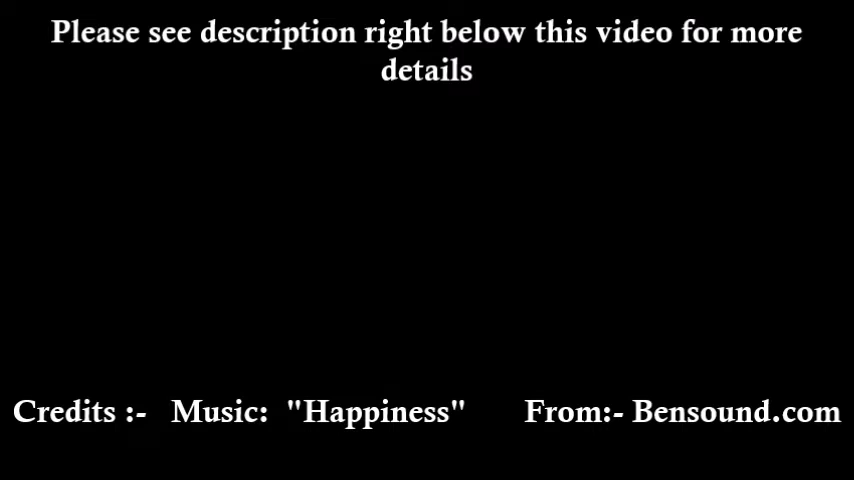 Please see description right below this video for more
details
Credits :- Music: "Happiness" From:- Bensound.com